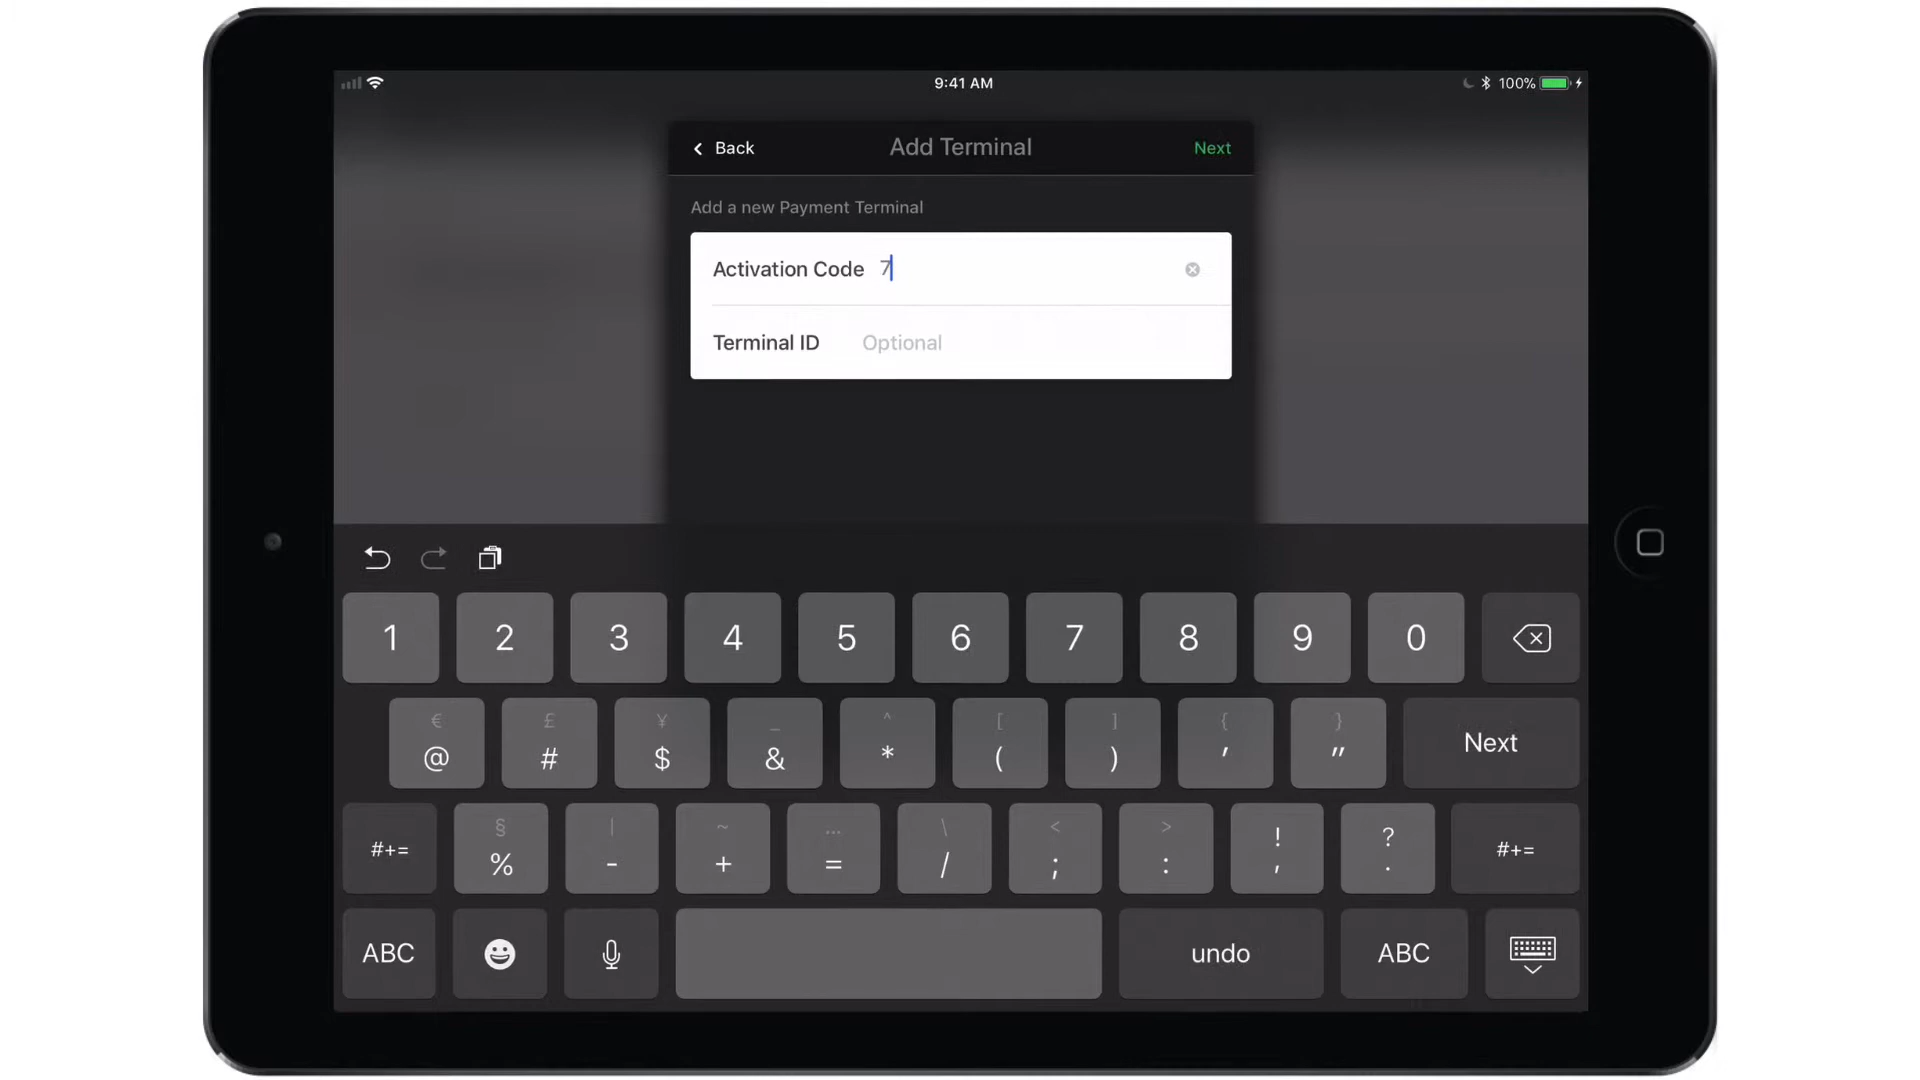 9:41 AM
100%
Back
Add Terminal
Next
Add a new Payment Terminal
Activation Code 7
Terminal ID Optional
1 2 3 4 5 6 7 8 9 0
€ £ ¥ _ ^ [ ] { }
@ # $ & * ( ) ' " Next
§ | ~ … \ < > ! ?
#+= % - + = / ; : , . #+=
ABC undo ABC